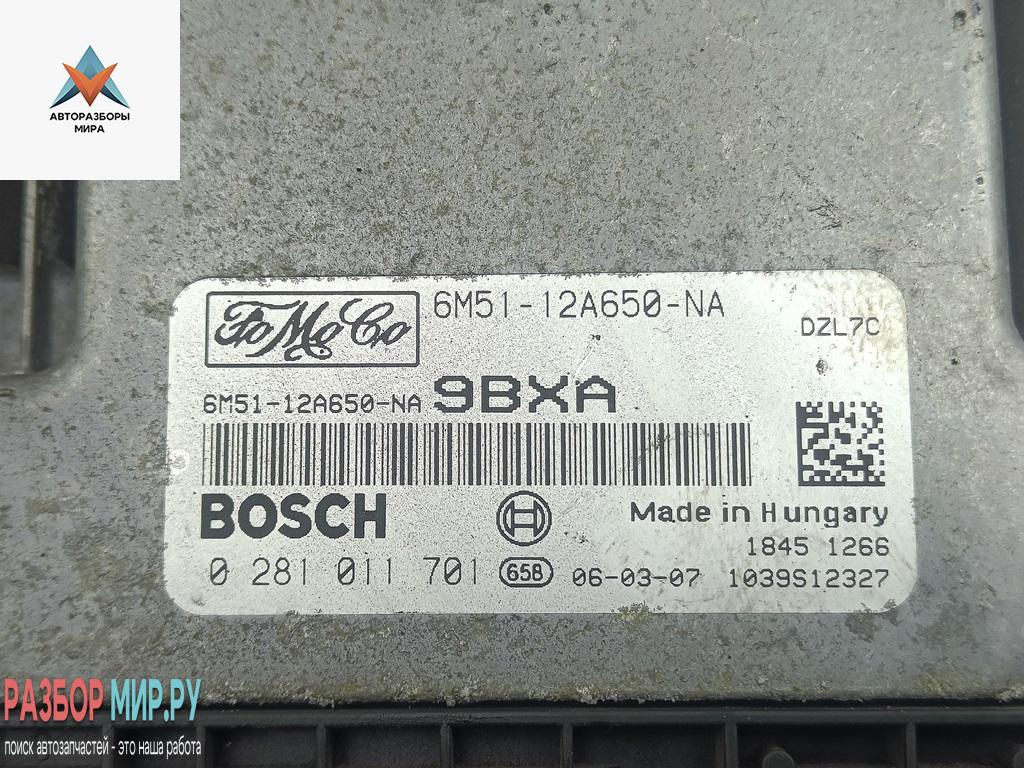 АВТОРАЗБОРЫ
МИРА
FoMoCo
6M51-12A650-NA
DZL7C
6M51-12A650-NA 9BXA
BOSCH
Made in Hungary
1845 1266
0 281 011 701 658 06-03-07 1039S12327
РАЗБОР МИР.РУ
поиск автозапчастей - это наша работа